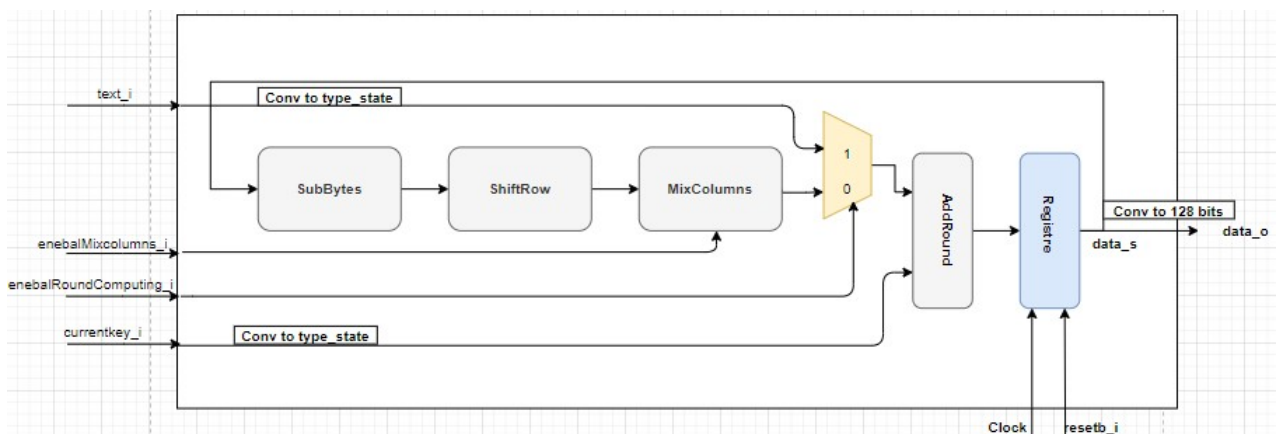 text_i
Conv to type_state
1
SubBytes
ShiftRow
MixColumns
0
AddRound
Registre
Conv to 128 bits
data_s
data_o
enebalMixcolumns_i
enebalRoundComputing_i
currentkey_i
Conv to type_state
Clock
resetb_i